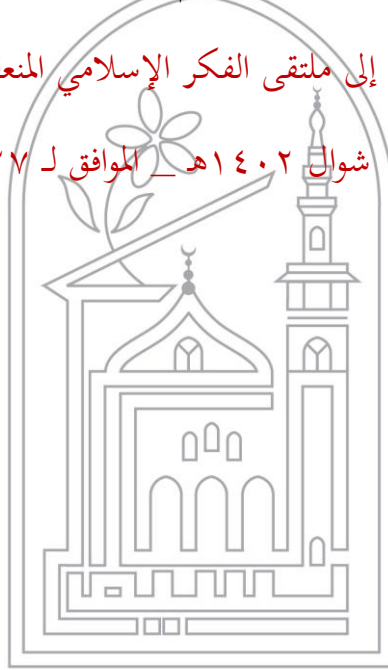 إلى ملتقى الفكر الإسلامي
شوال ١٤٠٢هـ _ الموافق لـ